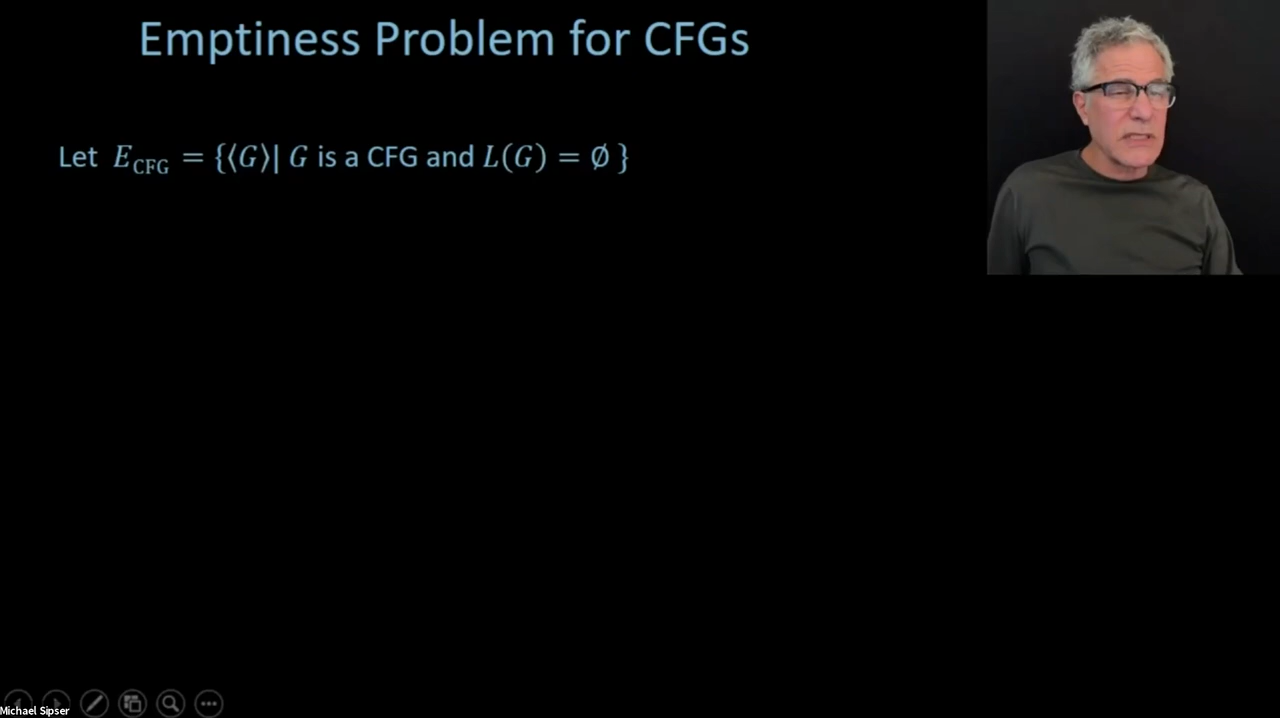 Emptiness Problem for CFGs
Let E_CFG = {⟨G⟩| G is a CFG and L(G) = ∅ }
Michael Sipser